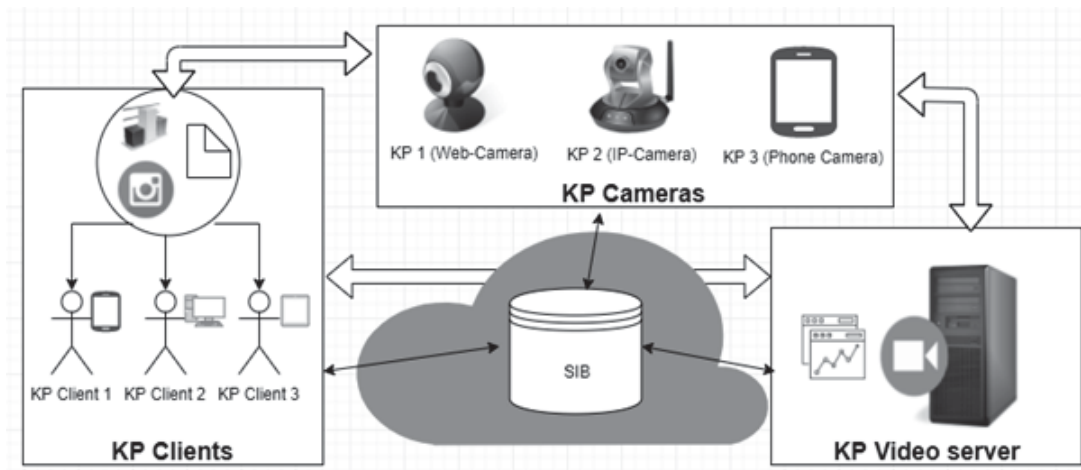 KP 1 (Web-Camera)
KP 2 (IP-Camera)
KP 3 (Phone Camera)
KP Cameras
SIB
KP Client 1
KP Client 2
KP Client 3
KP Clients
KP Video server